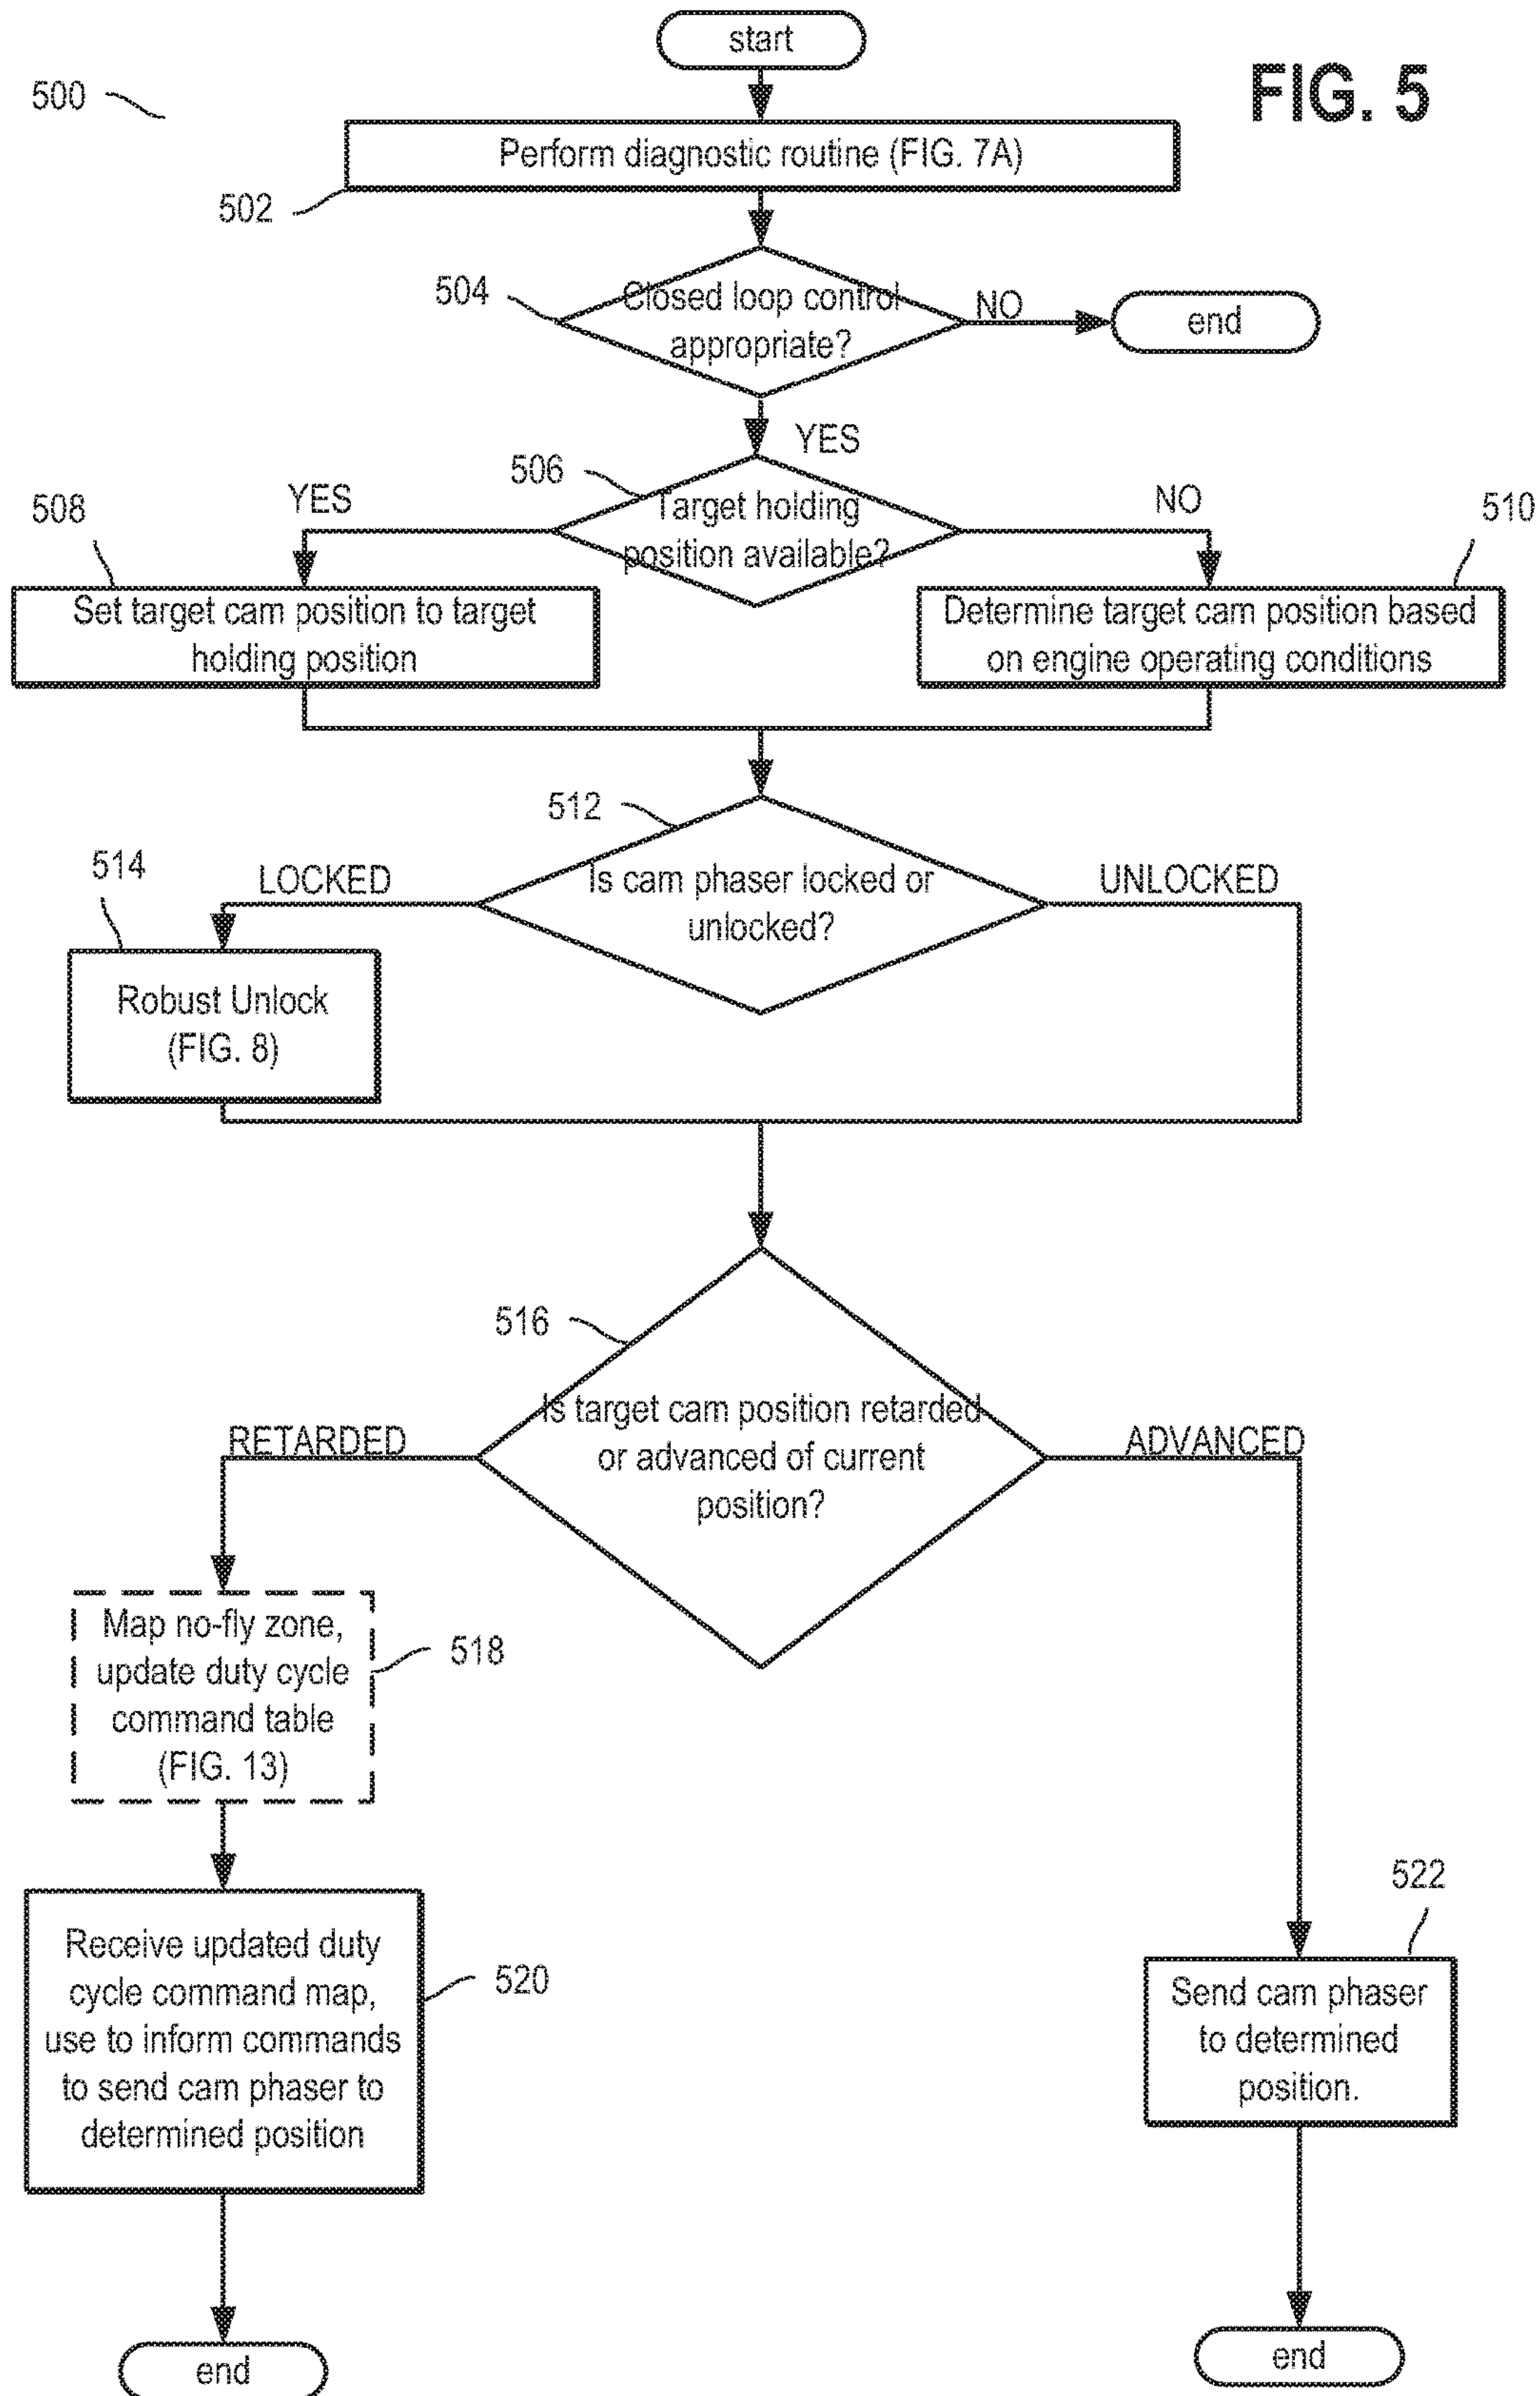 start
FIG. 5
500
Perform diagnostic routine (FIG. 7A)
502
504
Closed loop control
appropriate?
NO
end
YES
506
Target holding
position available?
YES
NO
508
510
Set target cam position to target
holding position
Determine target cam position based
on engine operating conditions
512
Is cam phaser locked or
unlocked?
LOCKED
UNLOCKED
514
Robust Unlock
(FIG. 8)
516
Is target cam position retarded
or advanced of current
position?
RETARDED
ADVANCED
Map no-fly zone,
update duty cycle
command table
(FIG. 13)
518
Receive updated duty
cycle command map,
use to inform commands
to send cam phaser to
determined position
520
522
Send cam phaser
to determined
position.
end
end